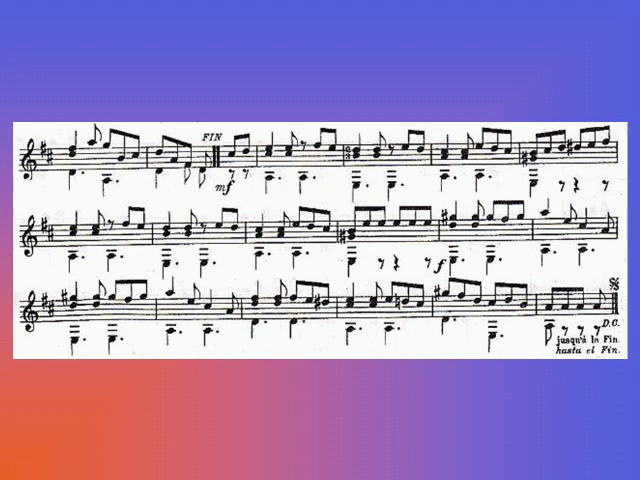 FIN
mf
f
D.C.
jusqu'à la Fin.
hasta el Fin.